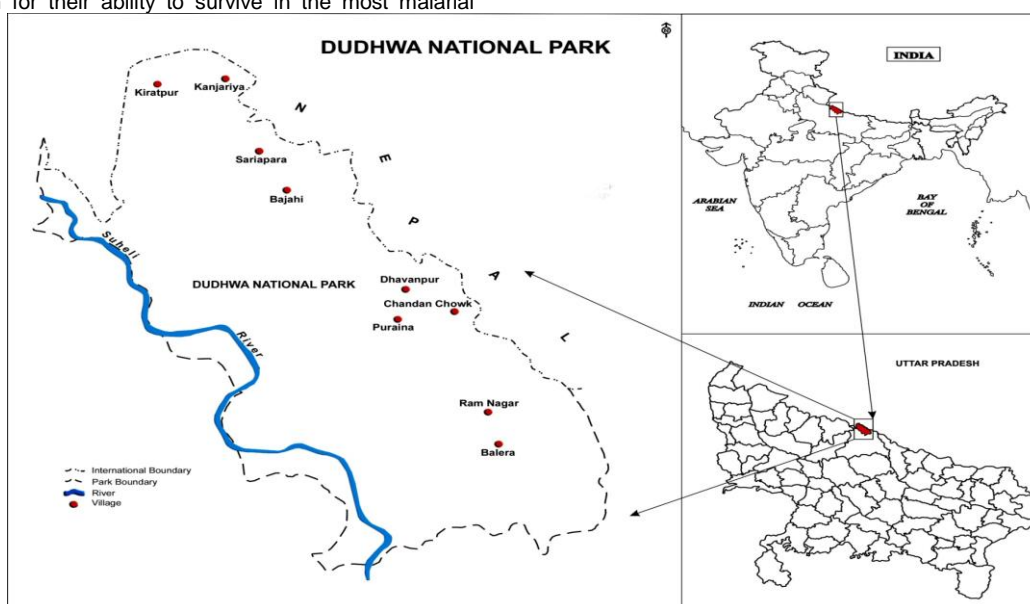 for their ability to survive in the most malarial
DUDHWA NATIONAL PARK
Kiratpur
Kanjariya
N
E
P
A
L
Sariapara
Bajahi
Suheli
River
DUDHWA NATIONAL PARK
Dhavanpur
Chandan Chowk
Puraina
Ram Nagar
Balera
International Boundary
Park Boundary
River
Village
INDIA
ARABIAN
SEA
BAY
OF
BENGAL
INDIAN OCEAN
UTTAR PRADESH